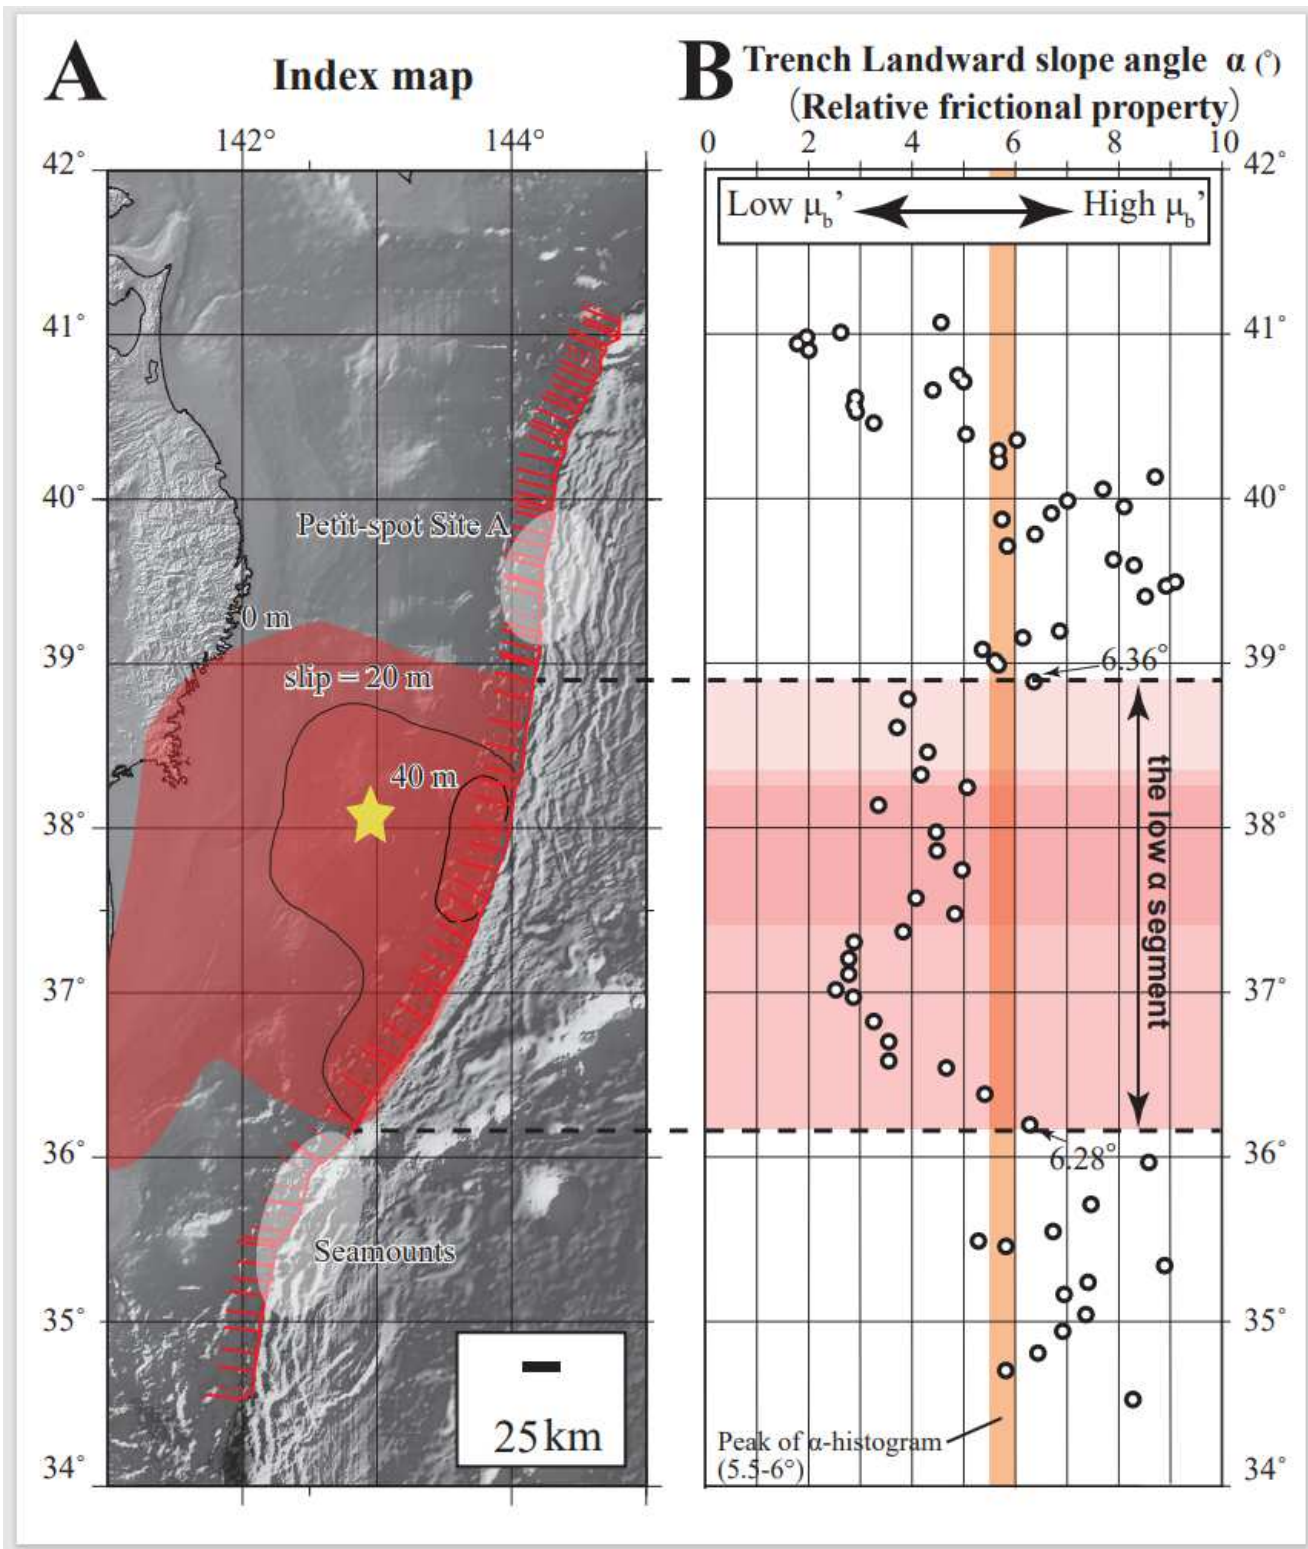 A
Index map
142°
144°
42°
41°
40°
39°
38°
37°
36°
35°
34°
Petit-spot Site A
0 m
slip = 20 m
40 m
Seamounts
25 km
B
Trench Landward slope angle α (°)
(Relative frictional property)
0 2 4 6 8 10
Low μb' High μb'
42°
41°
40°
39°
38°
37°
36°
35°
34°
6.36°
the low α segment
6.28°
Peak of α-histogram
(5.5-6°)